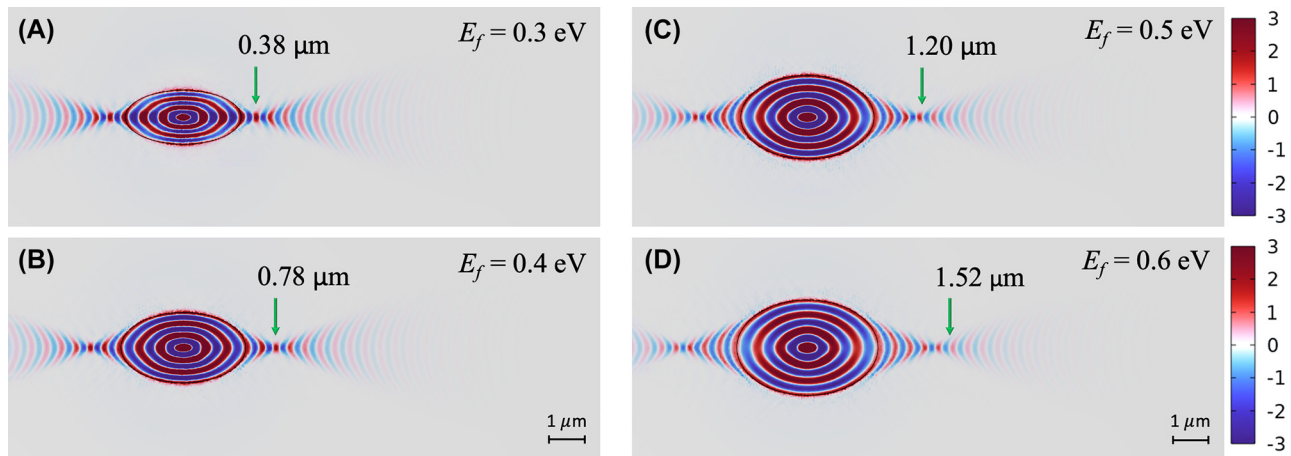 (A)
E_f = 0.3 eV
0.38 μm
(C)
E_f = 0.5 eV
1.20 μm
3
2
1
0
-1
-2
-3
(B)
E_f = 0.4 eV
0.78 μm
1 μm
(D)
E_f = 0.6 eV
1.52 μm
1 μm
3
2
1
0
-1
-2
-3